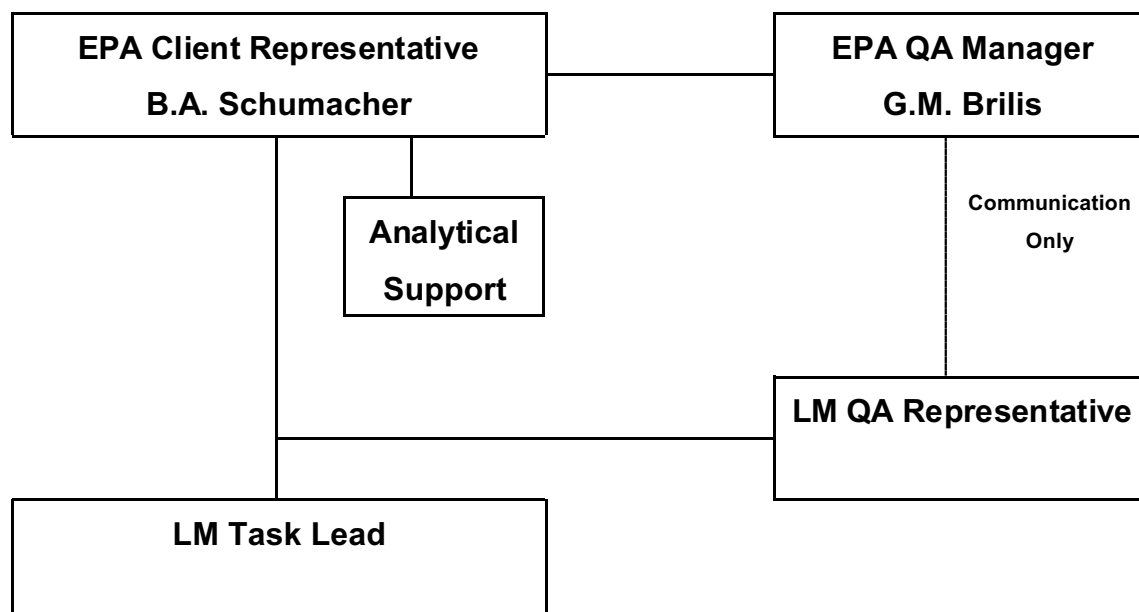 EPA Client Representative
B.A. Schumacher
EPA QA Manager
G.M. Brilis
Communication
Only
Analytical
Support
LM QA Representative
LM Task Lead